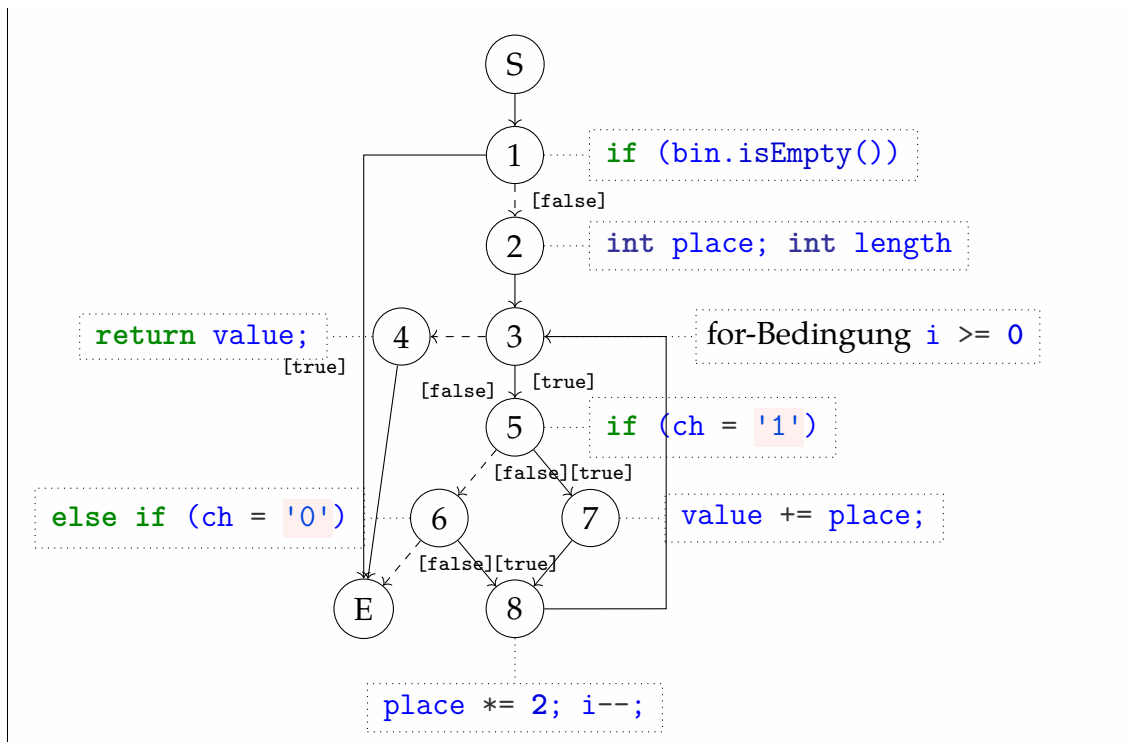 S
1
if (bin.isEmpty())
[false]
2
int place; int length
return value;
4
3
for-Bedingung i >= 0
[true]
[false]
[true]
5
if (ch = '1')
[false][true]
else if (ch = '0')
6
7
value += place;
[false][true]
E
8
place *= 2; i--;